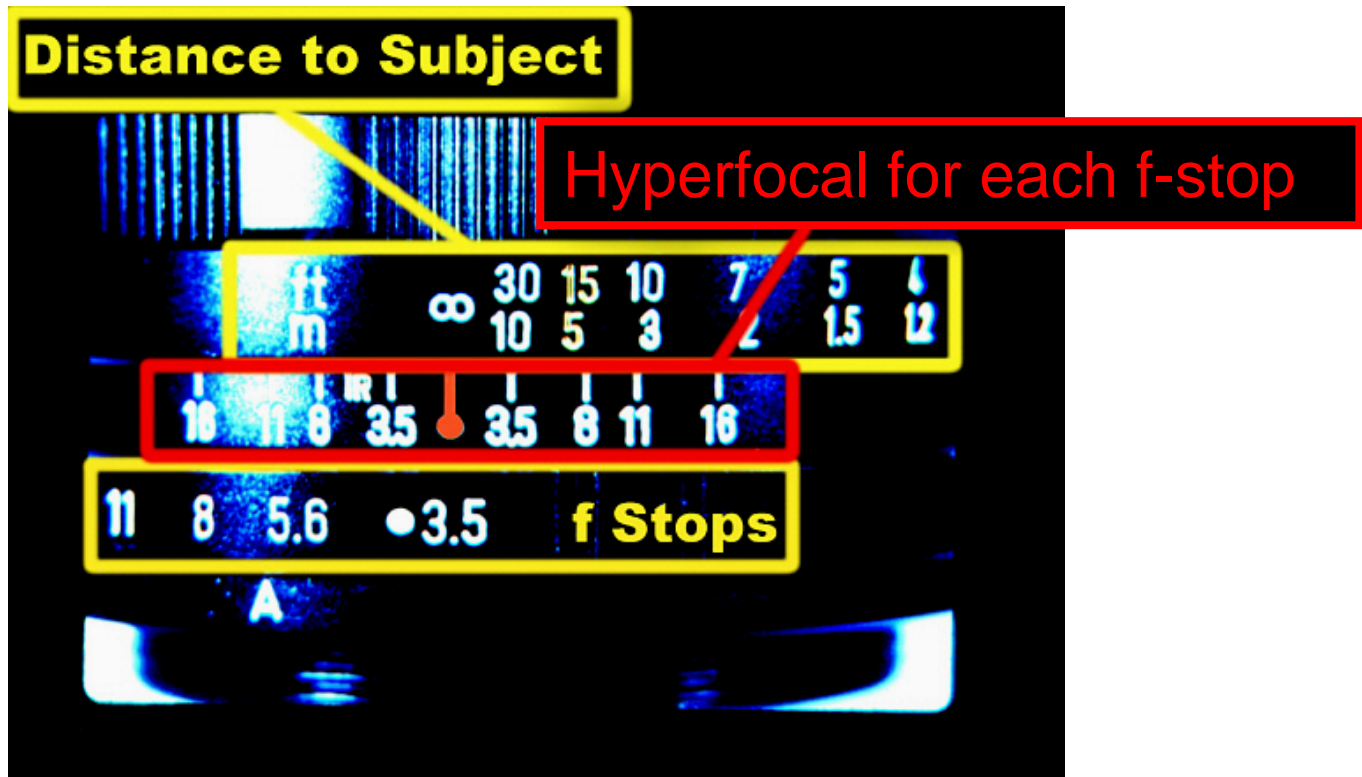 Distance to Subject
Hyperfocal for each f-stop
ft ∞ 30 15 10 7 5 4
m 10 5 3 2 1.5 1.2
16 11 8 IR 3.5 3.5 8 11 16
11 8 5.6 •3.5 f Stops
A